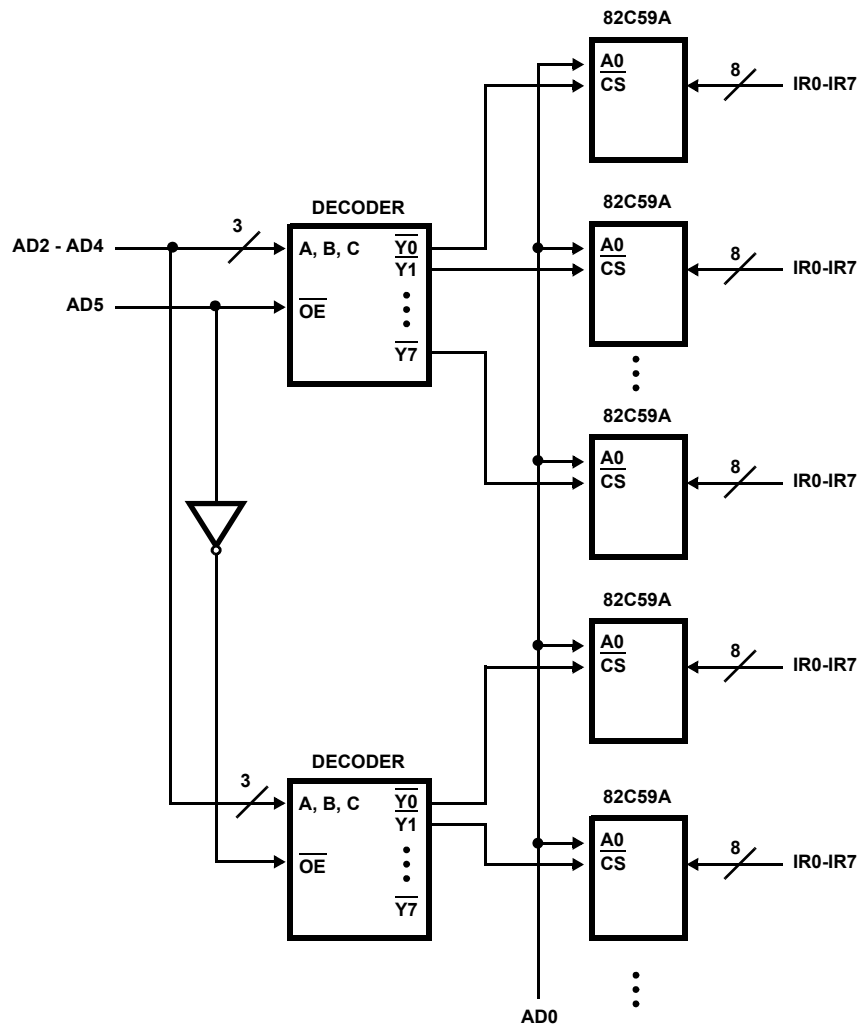 82C59A
A0
CS
8
IR0-IR7
82C59A
A0
CS
8
IR0-IR7
DECODER
AD2 - AD4
3
A, B, C
Y0
Y1
AD5
OE
Y7
82C59A
A0
CS
8
IR0-IR7
82C59A
A0
CS
8
IR0-IR7
DECODER
3
A, B, C
Y0
Y1
OE
Y7
82C59A
A0
CS
8
IR0-IR7
AD0